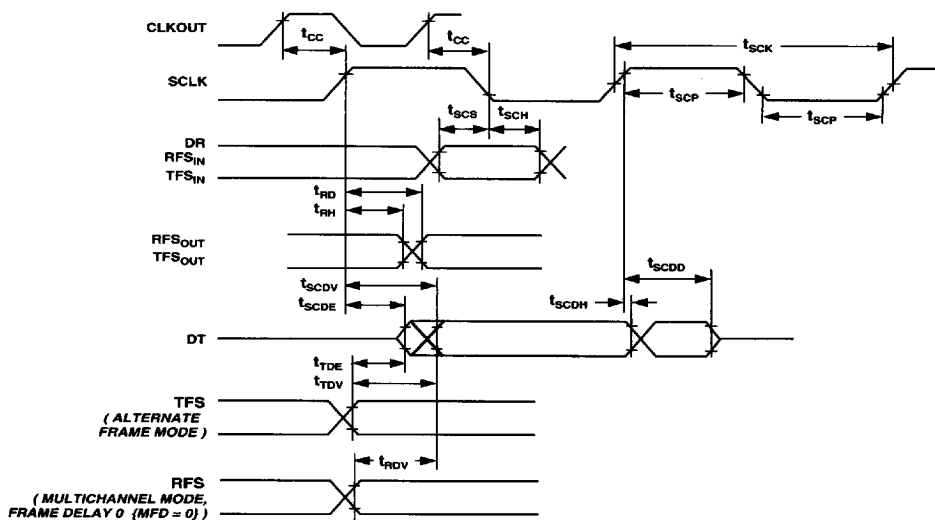 CLKOUT
tCC
tCC
tSCK
SCLK
tSCP
tSCP
tSCS
tSCH
DR
RFSIN
TFSIN
tRD
tRH
RFSOUT
TFSOUT
tSCDD
tSCDV
tSCDH
tSCDE
DT
tTDE
tTDV
TFS
( ALTERNATE
FRAME MODE )
tRDV
RFS
( MULTICHANNEL MODE,
FRAME DELAY 0 {MFD = 0} )